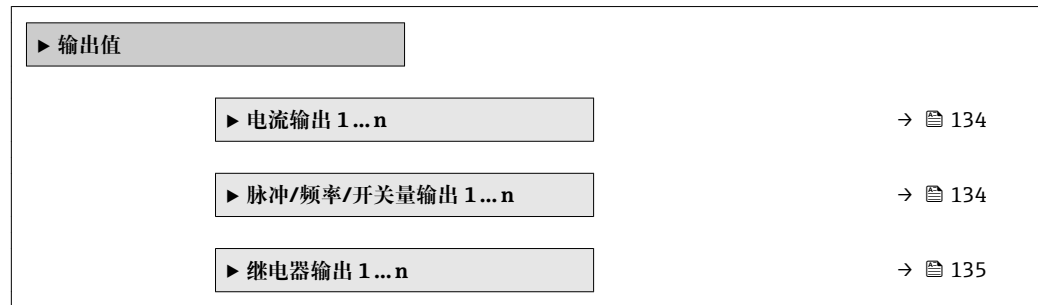 ▶ 输出值
▶ 电流输出 1…n → 🖹 134
▶ 脉冲/频率/开关量输出 1…n → 🖹 134
▶ 继电器输出 1…n → 🖹 135